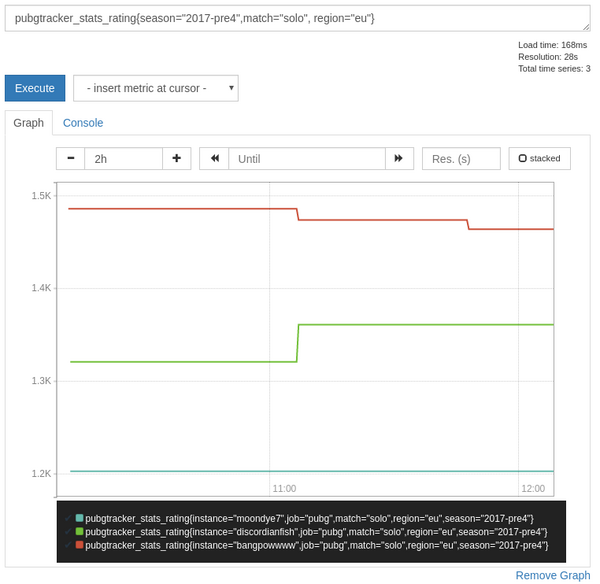 pubgtracker_stats_rating{season="2017-pre4",match="solo", region="eu"}
Load time: 168ms
Resolution: 28s
Total time series: 3
Execute
- insert metric at cursor -
Graph Console
2h Until Res. (s) stacked
1.5K
1.4K
1.3K
1.2K
11:00 12:00
pubgtracker_stats_rating{instance="moondye7",job="pubg",match="solo",region="eu",season="2017-pre4"}
pubgtracker_stats_rating{instance="discordianfish",job="pubg",match="solo",region="eu",season="2017-pre4"}
pubgtracker_stats_rating{instance="bangpowwww",job="pubg",match="solo",region="eu",season="2017-pre4"}
Remove Graph